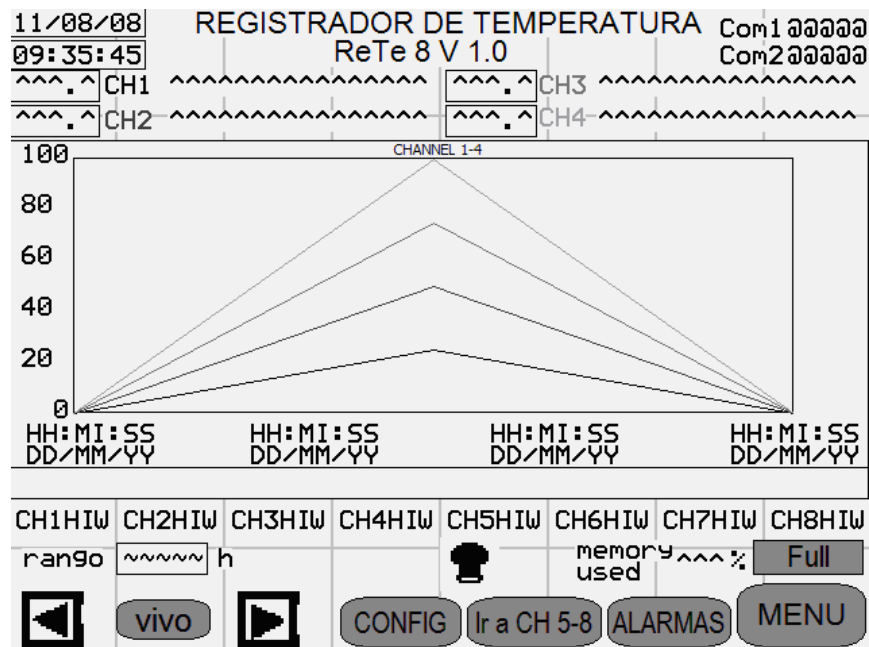 11/08/08 REGISTRADOR DE TEMPERATURA Com1@@@@@
09:35:45 ReTe 8 V 1.0 Com2@@@@@
^^^.^ CH1 ^^^^^^^^^^^^^^^^ ^^^.^ CH3 ^^^^^^^^^^^^^^^^
^^^.^ CH2 ^^^^^^^^^^^^^^^^ ^^^.^ CH4 ^^^^^^^^^^^^^^^^
CHANNEL 1-4
100
80
60
40
20
0
HH:MI:SS HH:MI:SS HH:MI:SS HH:MI:SS
DD/MM/YY DD/MM/YY DD/MM/YY DD/MM/YY
CH1HIW CH2HIW CH3HIW CH4HIW CH5HIW CH6HIW CH7HIW CH8HIW
rango ~~~~~ h memory used ^^^% Full
vivo CONFIG Ir a CH 5-8 ALARMAS MENU